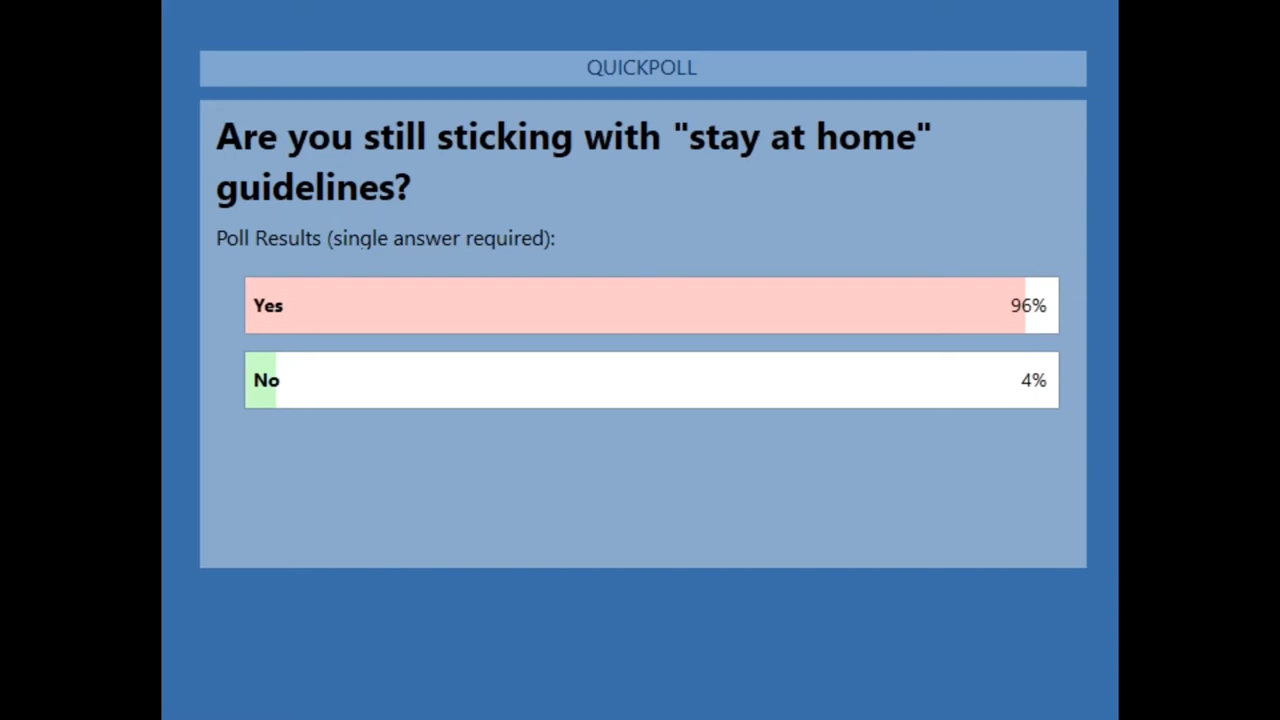 QUICKPOLL
Are you still sticking with "stay at home"
guidelines?
Poll Results (single answer required):
Yes 96%
No 4%